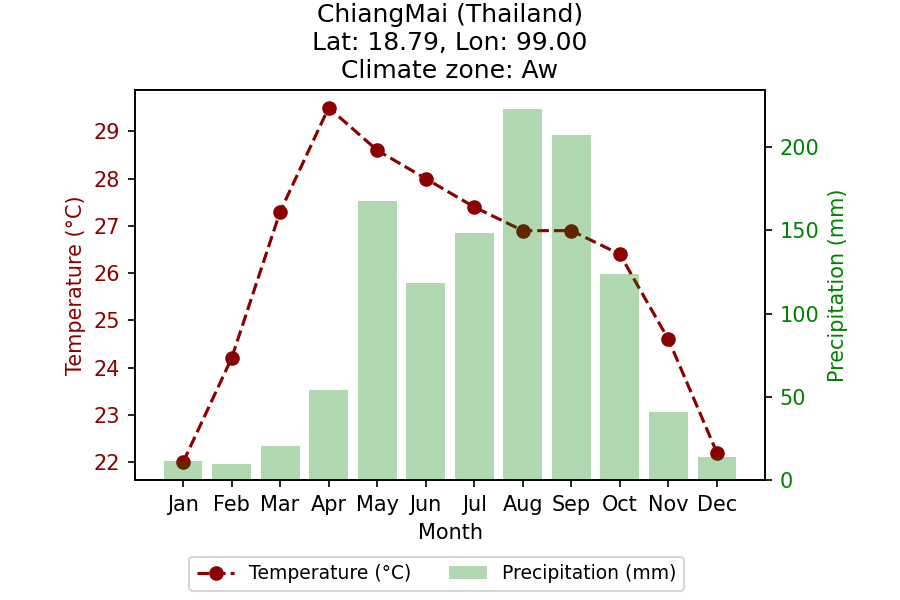 ChiangMai (Thailand)
Lat: 18.79, Lon: 99.00
Climate zone: Aw
Temperature (°C)
29
28
27
26
25
24
23
22
200
150
100
50
0
Precipitation (mm)
Jan Feb Mar Apr May Jun Jul Aug Sep Oct Nov Dec
Month
Temperature (°C) Precipitation (mm)